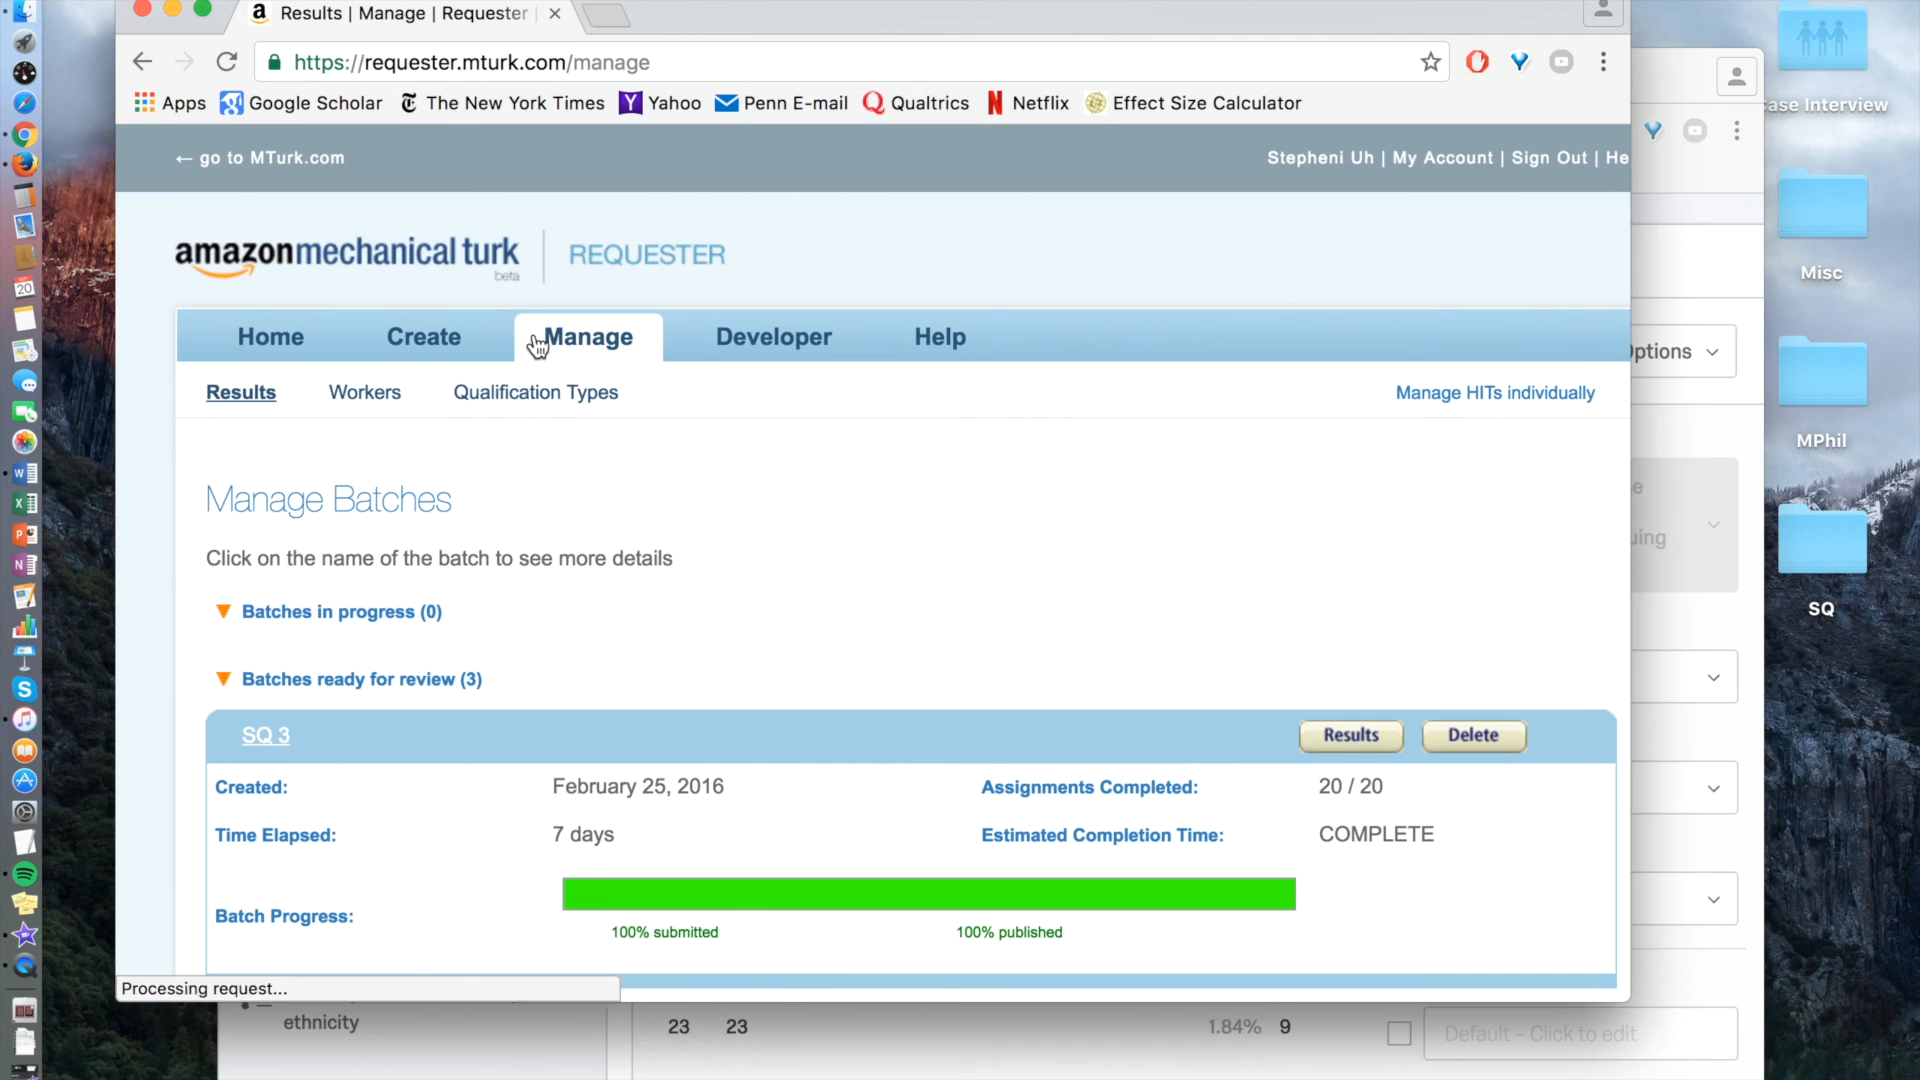 Results | Manage | Requester
https://requester.mturk.com/manage
Apps Google Scholar The New York Times Yahoo Penn E-mail Qualtrics Netflix Effect Size Calculator
← go to MTurk.com
Stepheni Uh | My Account | Sign Out | He
amazonmechanical turk
beta
REQUESTER
Home Create Manage Developer Help
Results Workers Qualification Types
Manage HITs individually
Manage Batches
Click on the name of the batch to see more details
Batches in progress (0)
Batches ready for review (3)
SQ 3
Results Delete
Created: February 25, 2016 Assignments Completed: 20 / 20
Time Elapsed: 7 days Estimated Completion Time: COMPLETE
Batch Progress:
100% submitted 100% published
Processing request...
ethnicity 23 23 1.84% 9 Default - Click to edit
ase Interview
Misc
MPhil
SQ
ptions
e
uing
20